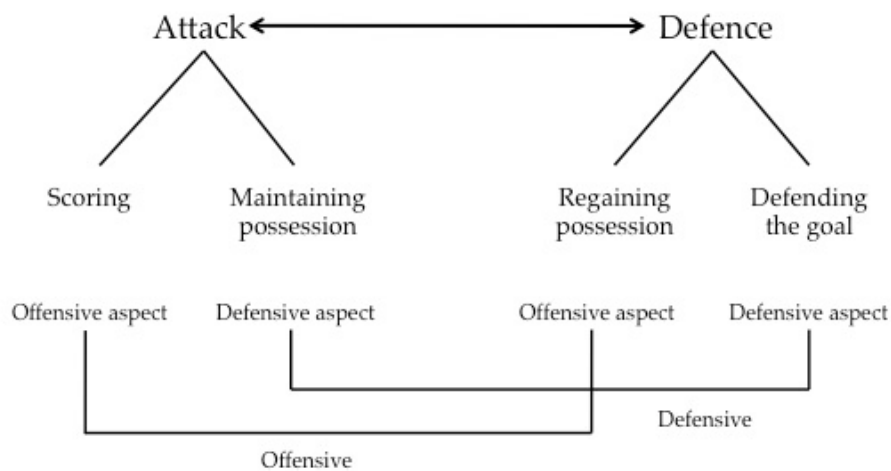 Attack
Defence
Scoring
Maintaining
possession
Regaining
possession
Defending
the goal
Offensive aspect
Defensive aspect
Offensive aspect
Defensive aspect
Defensive
Offensive